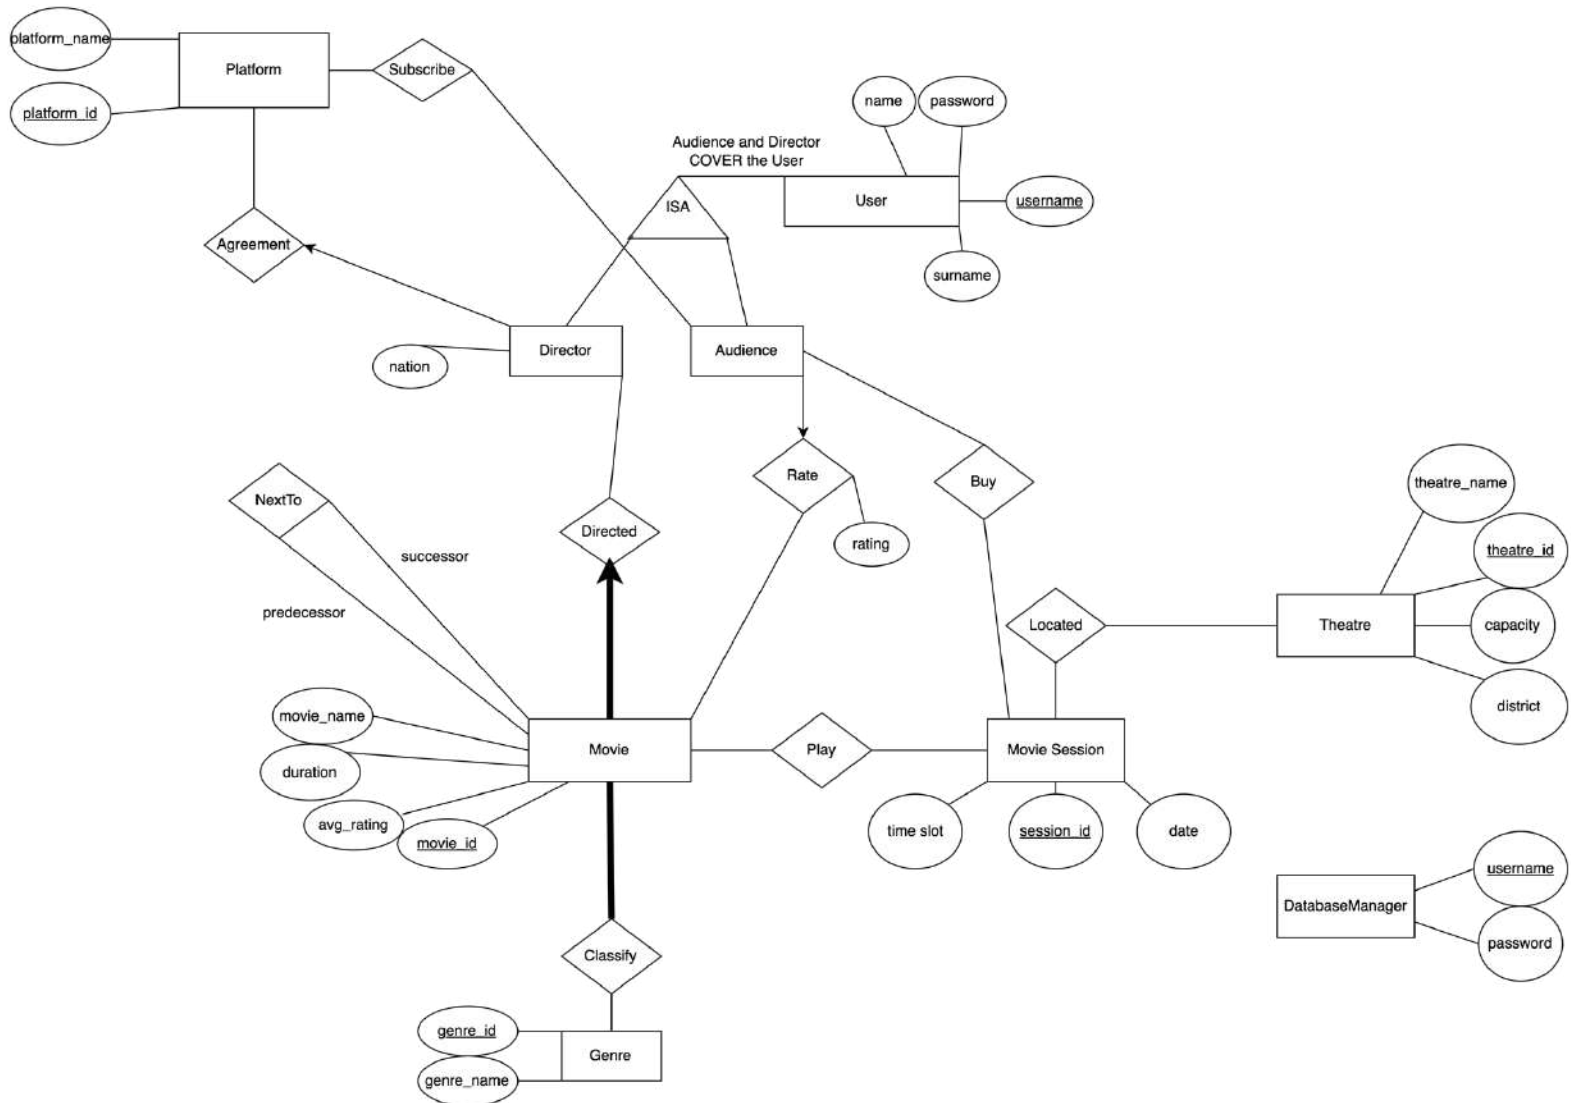 platform_name
Platform
Subscribe
platform_id
name
password
Audience and Director
COVER the User
ISA
User
username
Agreement
surname
Director
Audience
nation
NextTo
Rate
Buy
theatre_name
successor
Directed
rating
theatre_id
predecessor
Located
Theatre
capacity
movie_name
district
Movie
Play
Movie Session
duration
avg_rating
movie_id
time slot
session_id
date
username
DatabaseManager
password
Classify
genre_id
Genre
genre_name